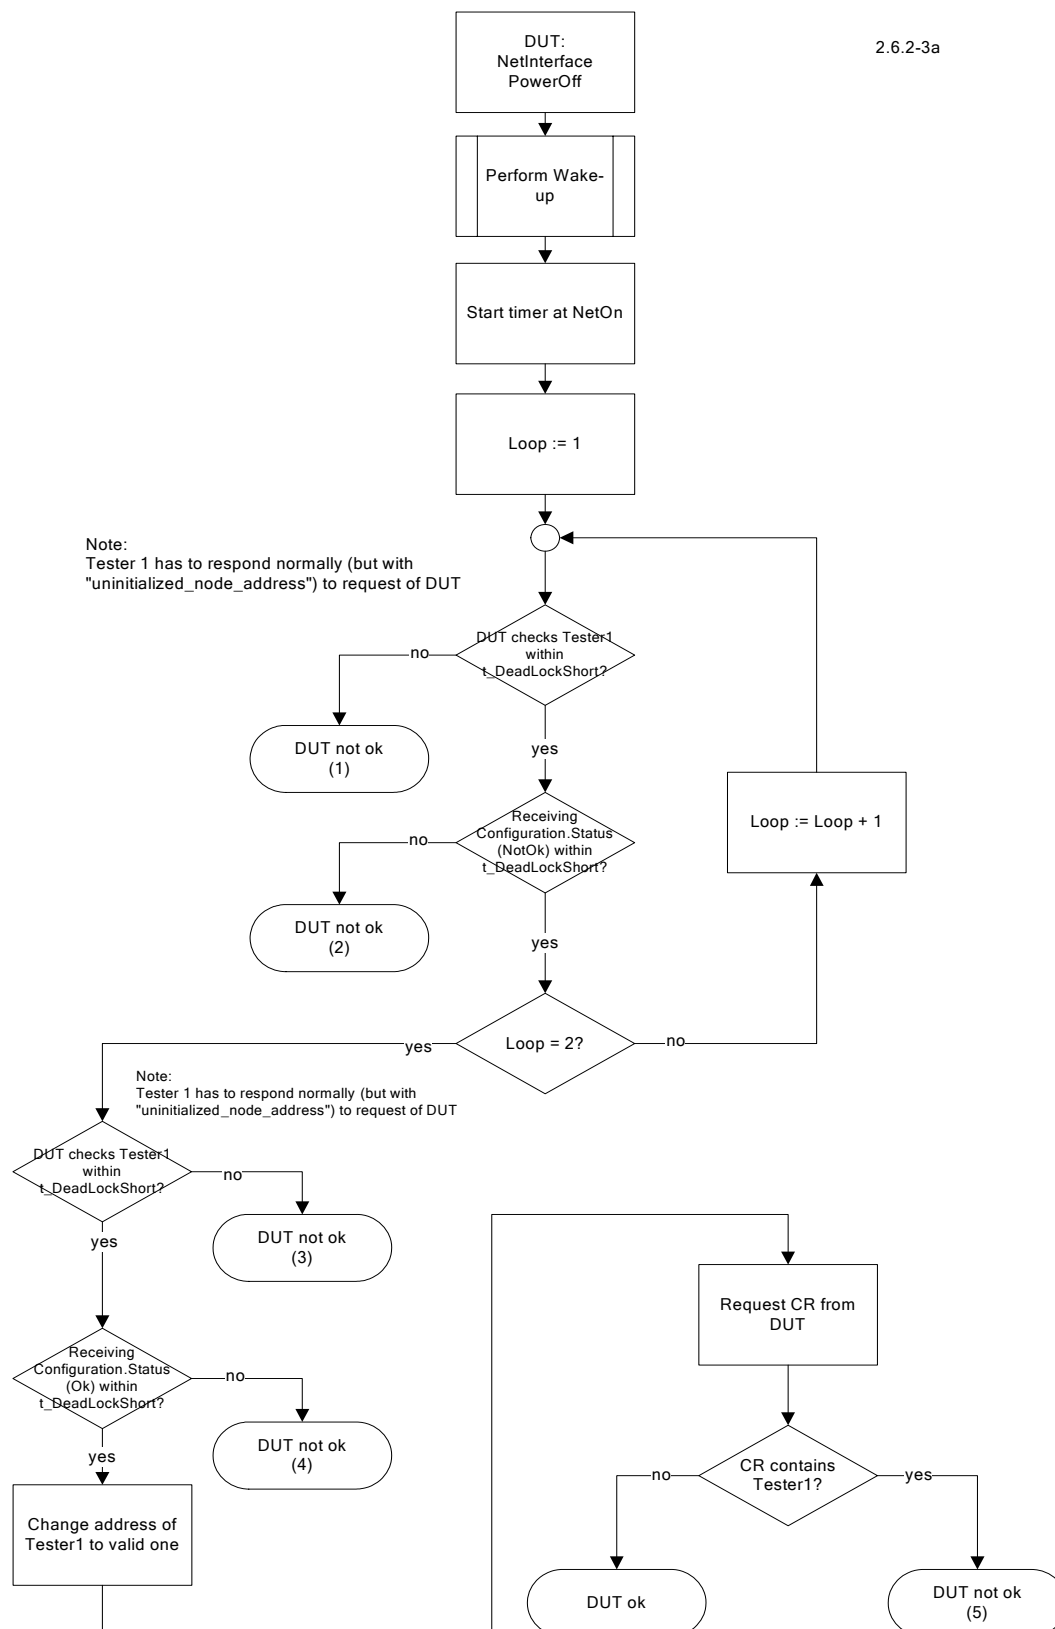 DUT:
NetInterface
PowerOff
2.6.2-3a
Perform Wake-
up
Start timer at NetOn
Loop := 1
Note:
Tester 1 has to respond normally (but with
"uninitialized_node_address") to request of DUT
DUT checks Tester1
within
t_DeadLockShort?
no
DUT not ok
(1)
yes
Receiving
Configuration.Status
(NotOk) within
t_DeadLockShort?
no
DUT not ok
(2)
yes
Loop := Loop + 1
Loop = 2?
no
yes
Note:
Tester 1 has to respond normally (but with
"uninitialized_node_address") to request of DUT
DUT checks Tester1
within
t_DeadLockShort?
no
DUT not ok
(3)
yes
Receiving
Configuration.Status
(Ok) within
t_DeadLockShort?
no
DUT not ok
(4)
yes
Change address of
Tester1 to valid one
Request CR from
DUT
CR contains
Tester1?
no
yes
DUT ok
DUT not ok
(5)